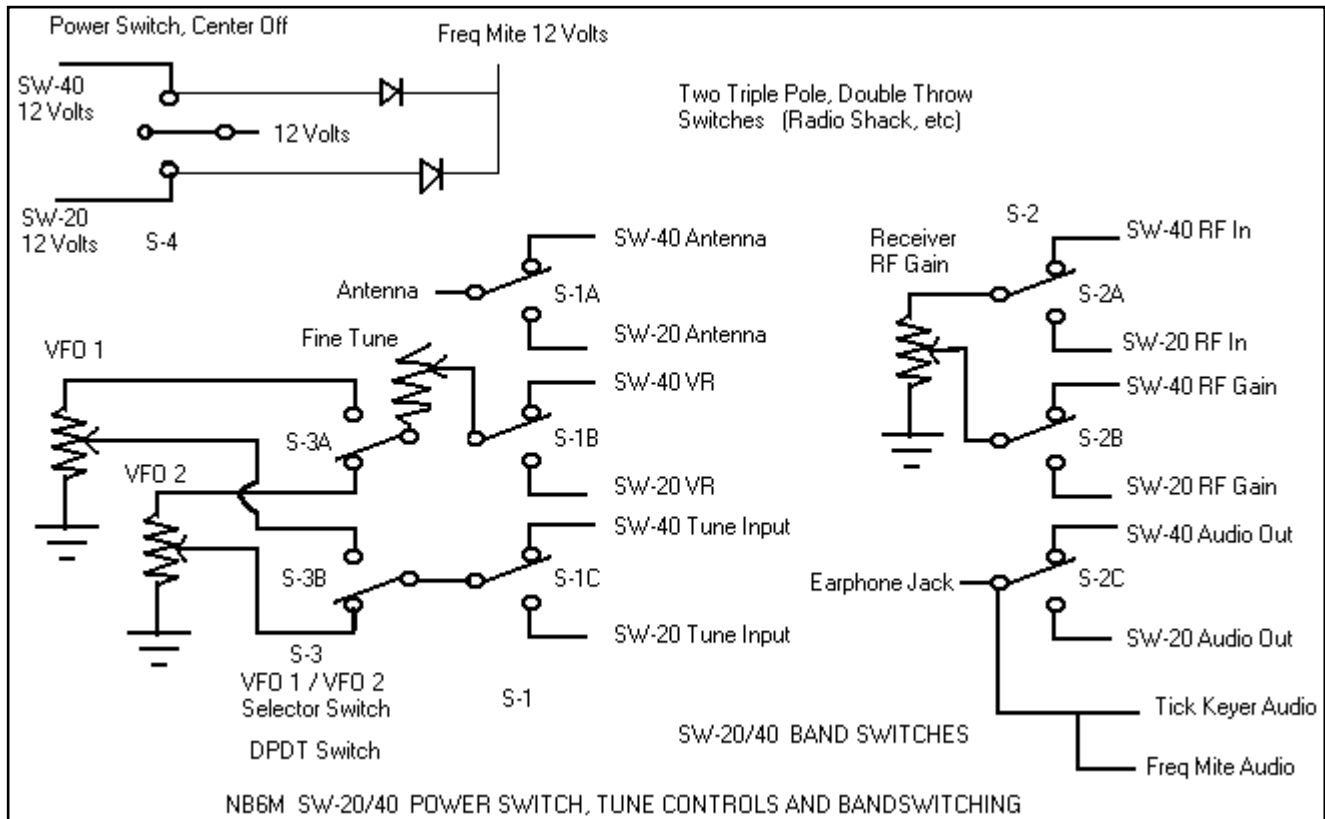 Power Switch, Center Off
Freq Mite 12 Volts
SW-40
12 Volts
12 Volts
SW-20
12 Volts
S-4
Two Triple Pole, Double Throw
Switches (Radio Shack, etc)
SW-40 Antenna
Antenna
S-1A
SW-20 Antenna
Fine Tune
VFO 1
SW-40 VR
S-3A
S-1B
VFO 2
SW-20 VR
SW-40 Tune Input
S-3B
S-1C
SW-20 Tune Input
S-3
VFO 1 / VFO 2
Selector Switch
DPDT Switch
S-1
S-2
Receiver
RF Gain
SW-40 RF In
S-2A
SW-20 RF In
SW-40 RF Gain
S-2B
SW-20 RF Gain
SW-40 Audio Out
Earphone Jack
S-2C
SW-20 Audio Out
Tick Keyer Audio
Freq Mite Audio
SW-20/40 BAND SWITCHES
NB6M SW-20/40 POWER SWITCH, TUNE CONTROLS AND BANDSWITCHING